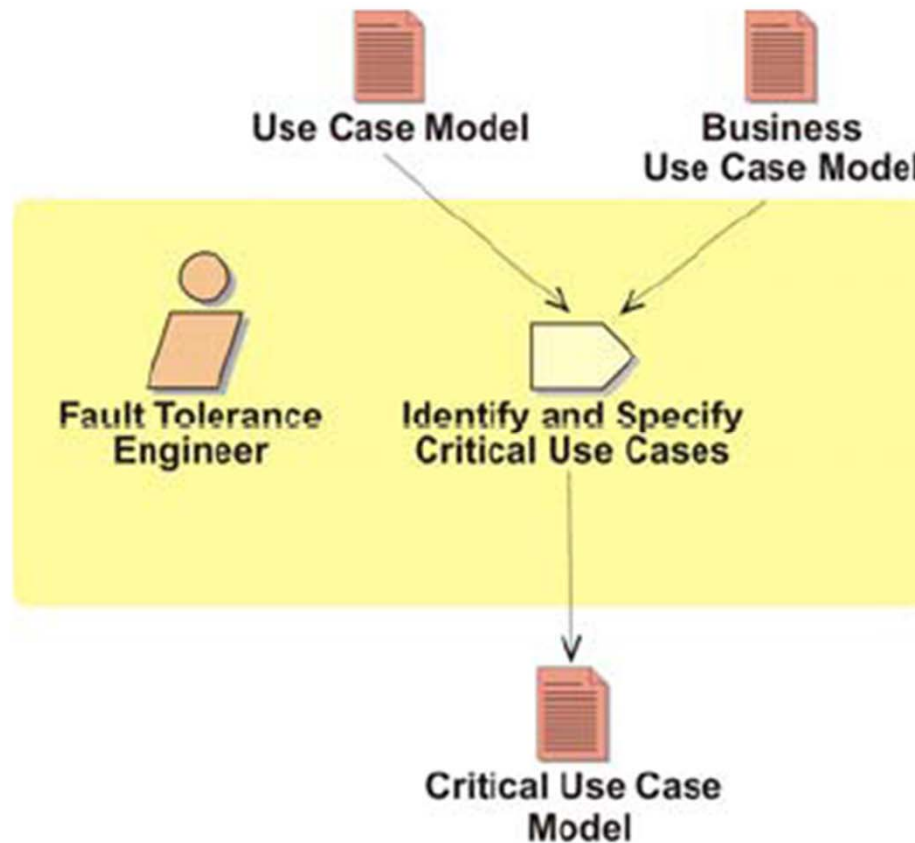 Use Case Model
Business
Use Case Model
Fault Tolerance
Engineer
Identify and Specify
Critical Use Cases
Critical Use Case
Model